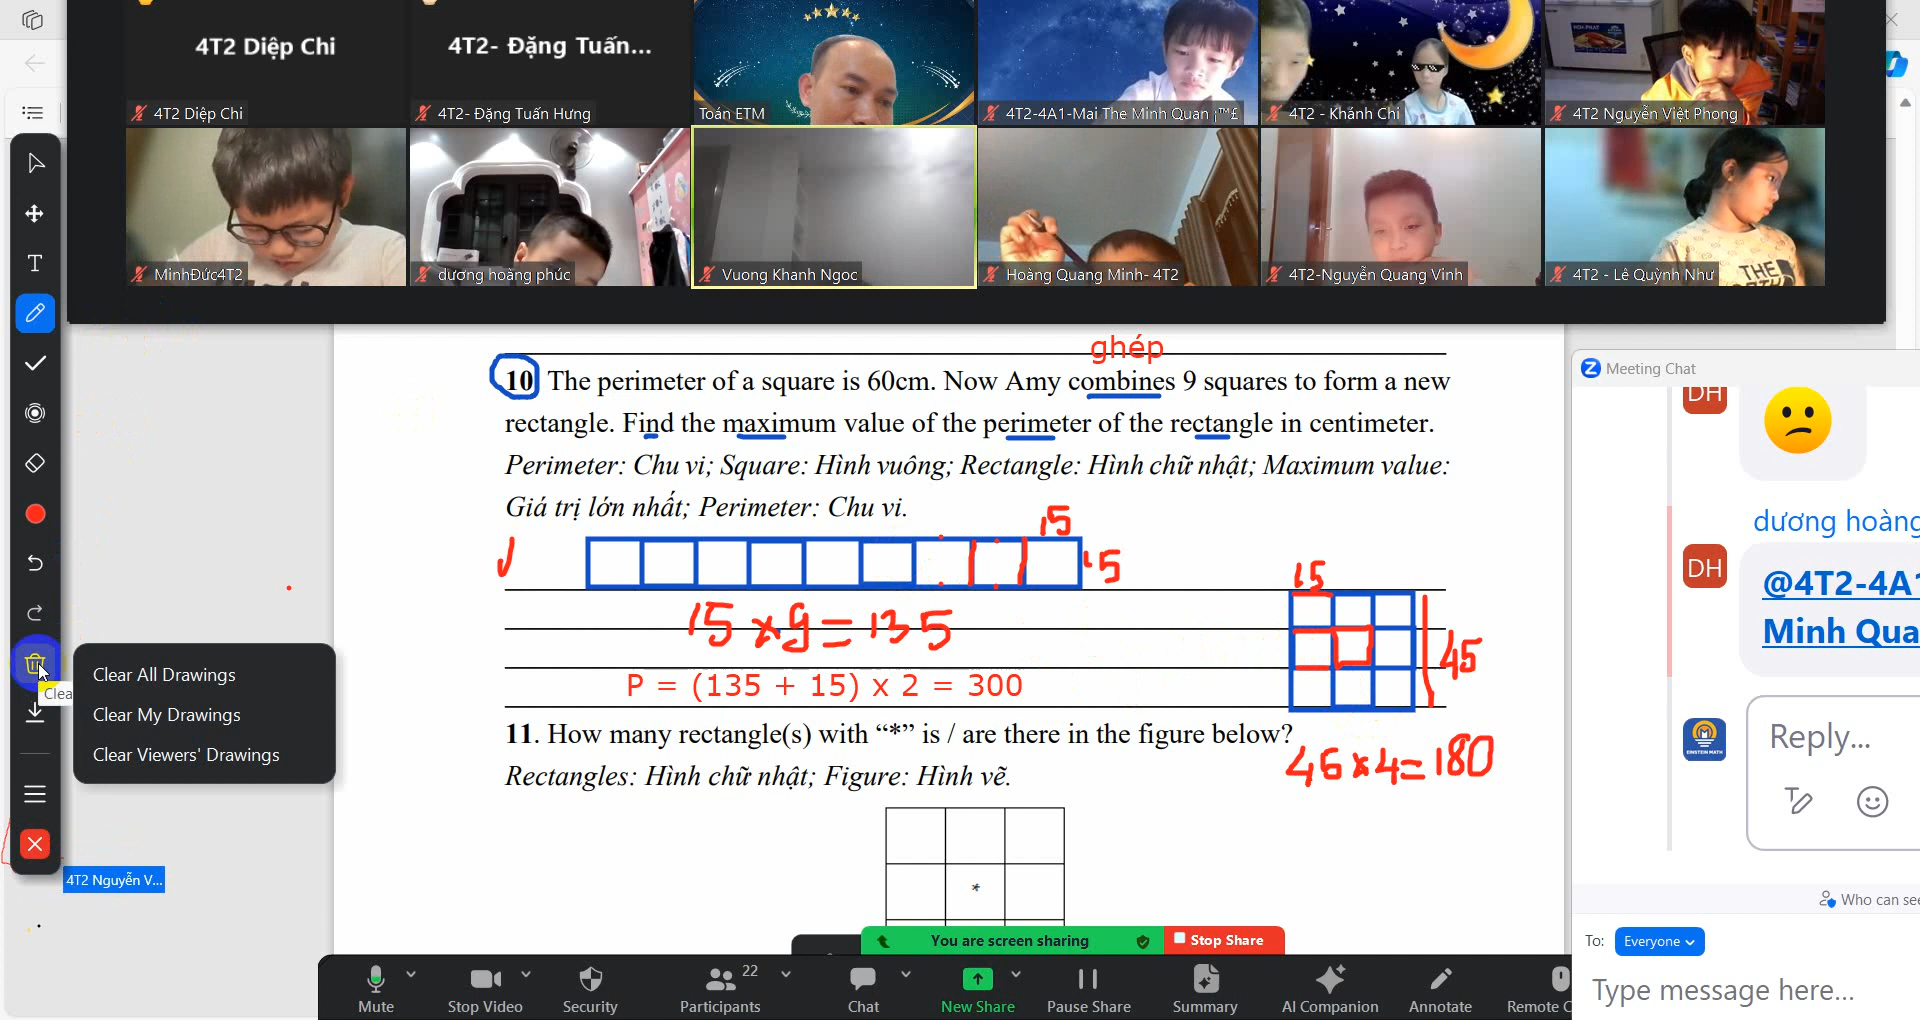 4T2 Diệp Chi
4T2- Đặng Tuấn...
4T2 Diệp Chi
4T2- Đặng Tuấn Hưng
Toán ETM
4T2-4A1-Mai The Minh Quan ¡™£
4T2 - Khánh Chi
4T2 Nguyễn Việt Phong
MinhĐức4T2
dương hoàng phúc
Vuong Khanh Ngoc
Hoàng Quang Minh- 4T2
4T2-Nguyễn Quang Vinh
4T2 - Lê Quỳnh Như
THE
ghép
10 The perimeter of a square is 60cm. Now Amy combines 9 squares to form a new
rectangle. Find the maximum value of the perimeter of the rectangle in centimeter.
Perimeter: Chu vi; Square: Hình vuông; Rectangle: Hình chữ nhật; Maximum value:
Giá trị lớn nhất; Perimeter: Chu vi.
15
15
15
15 x 9 = 135
45
P = (135 + 15) x 2 = 300
11. How many rectangle(s) with “*” is / are there in the figure below?
Rectangles: Hình chữ nhật; Figure: Hình vẽ.
45 x 4 = 180
*
Clear All Drawings
Clear My Drawings
Clear Viewers' Drawings
Clea
4T2 Nguyễn V...
Meeting Chat
DH
dương hoàng
DH
@4T2-4A1
Minh Qua
EINSTEIN MATH
Reply...
Who can see
To: Everyone
Type message here...
You are screen sharing
Stop Share
Mute
Stop Video
Security
Participants
22
Chat
New Share
Pause Share
Summary
AI Companion
Annotate
Remote C